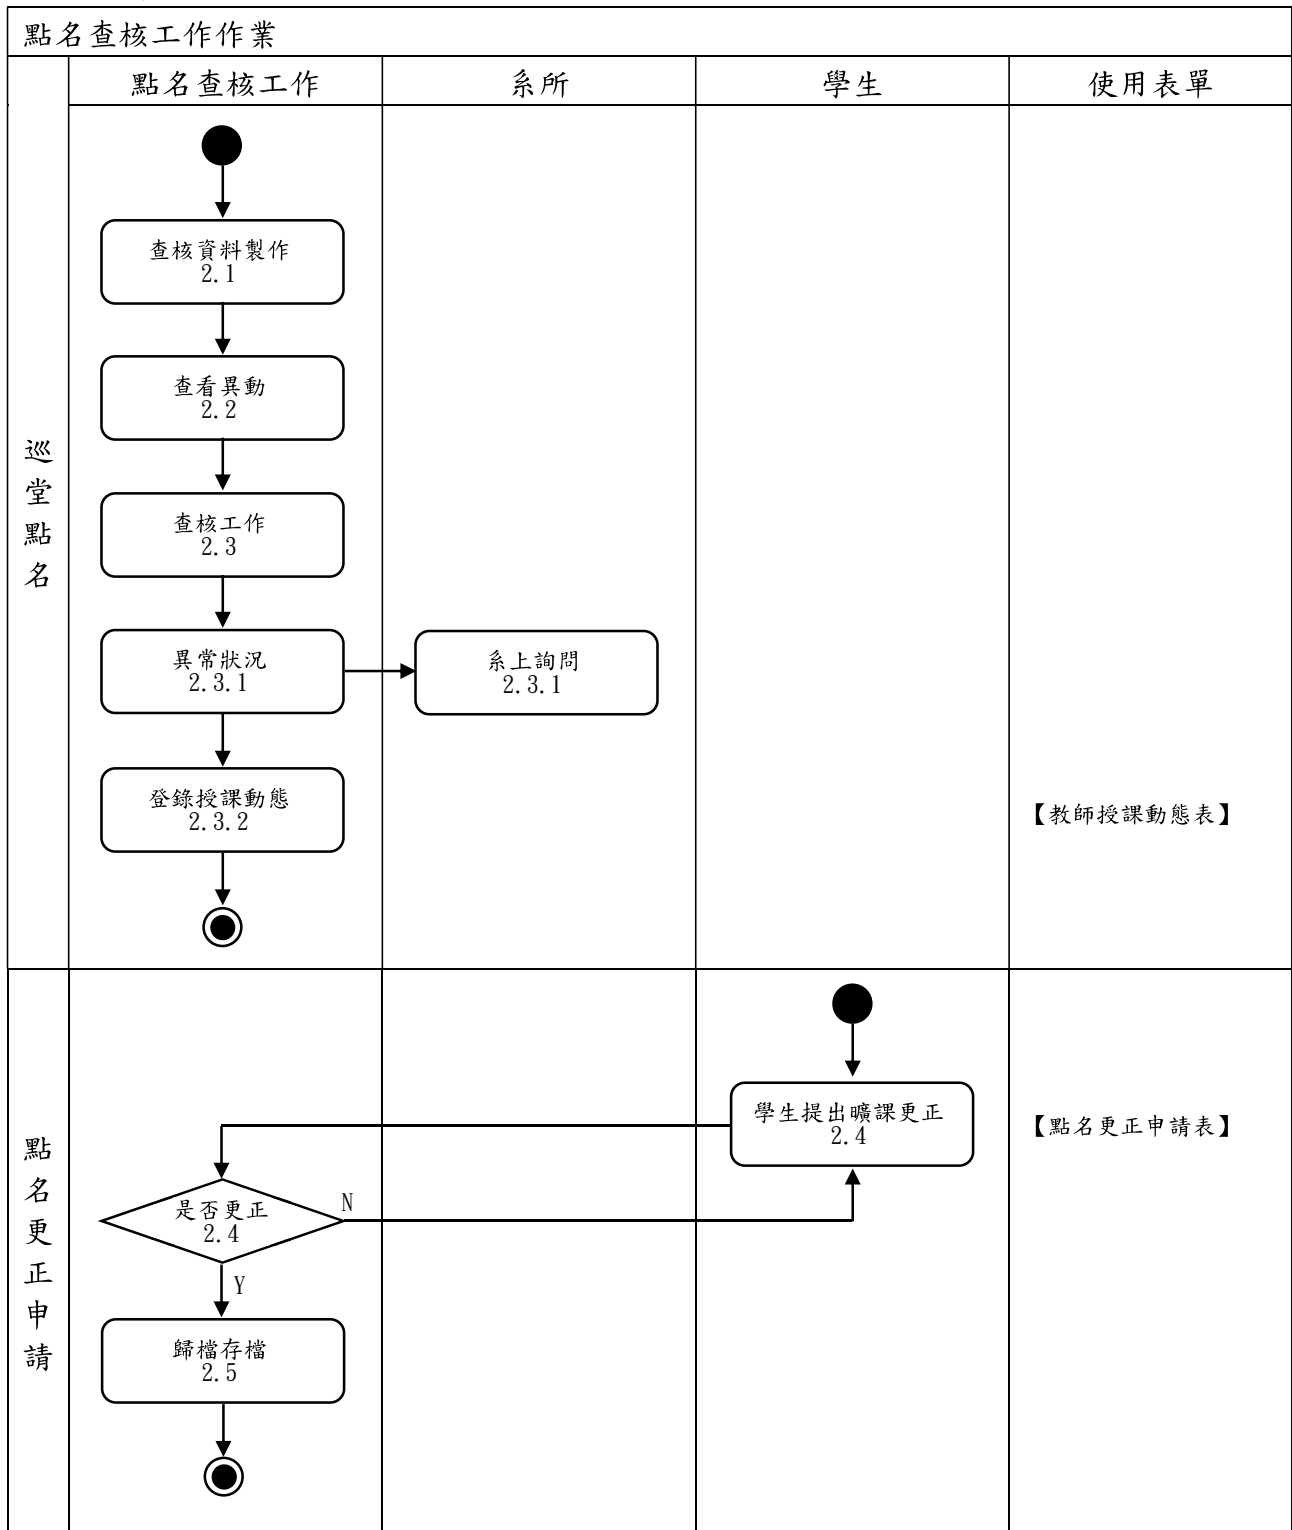 點名查核工作作業
點名查核工作
系所
學生
使用表單
巡堂點名
查核資料製作
2.1
查看異動
2.2
查核工作
2.3
異常狀況
2.3.1
系上詢問
2.3.1
登錄授課動態
2.3.2
【教師授課動態表】
點名更正申請
學生提出曠課更正
2.4
【點名更正申請表】
是否更正
2.4
N
Y
歸檔存檔
2.5